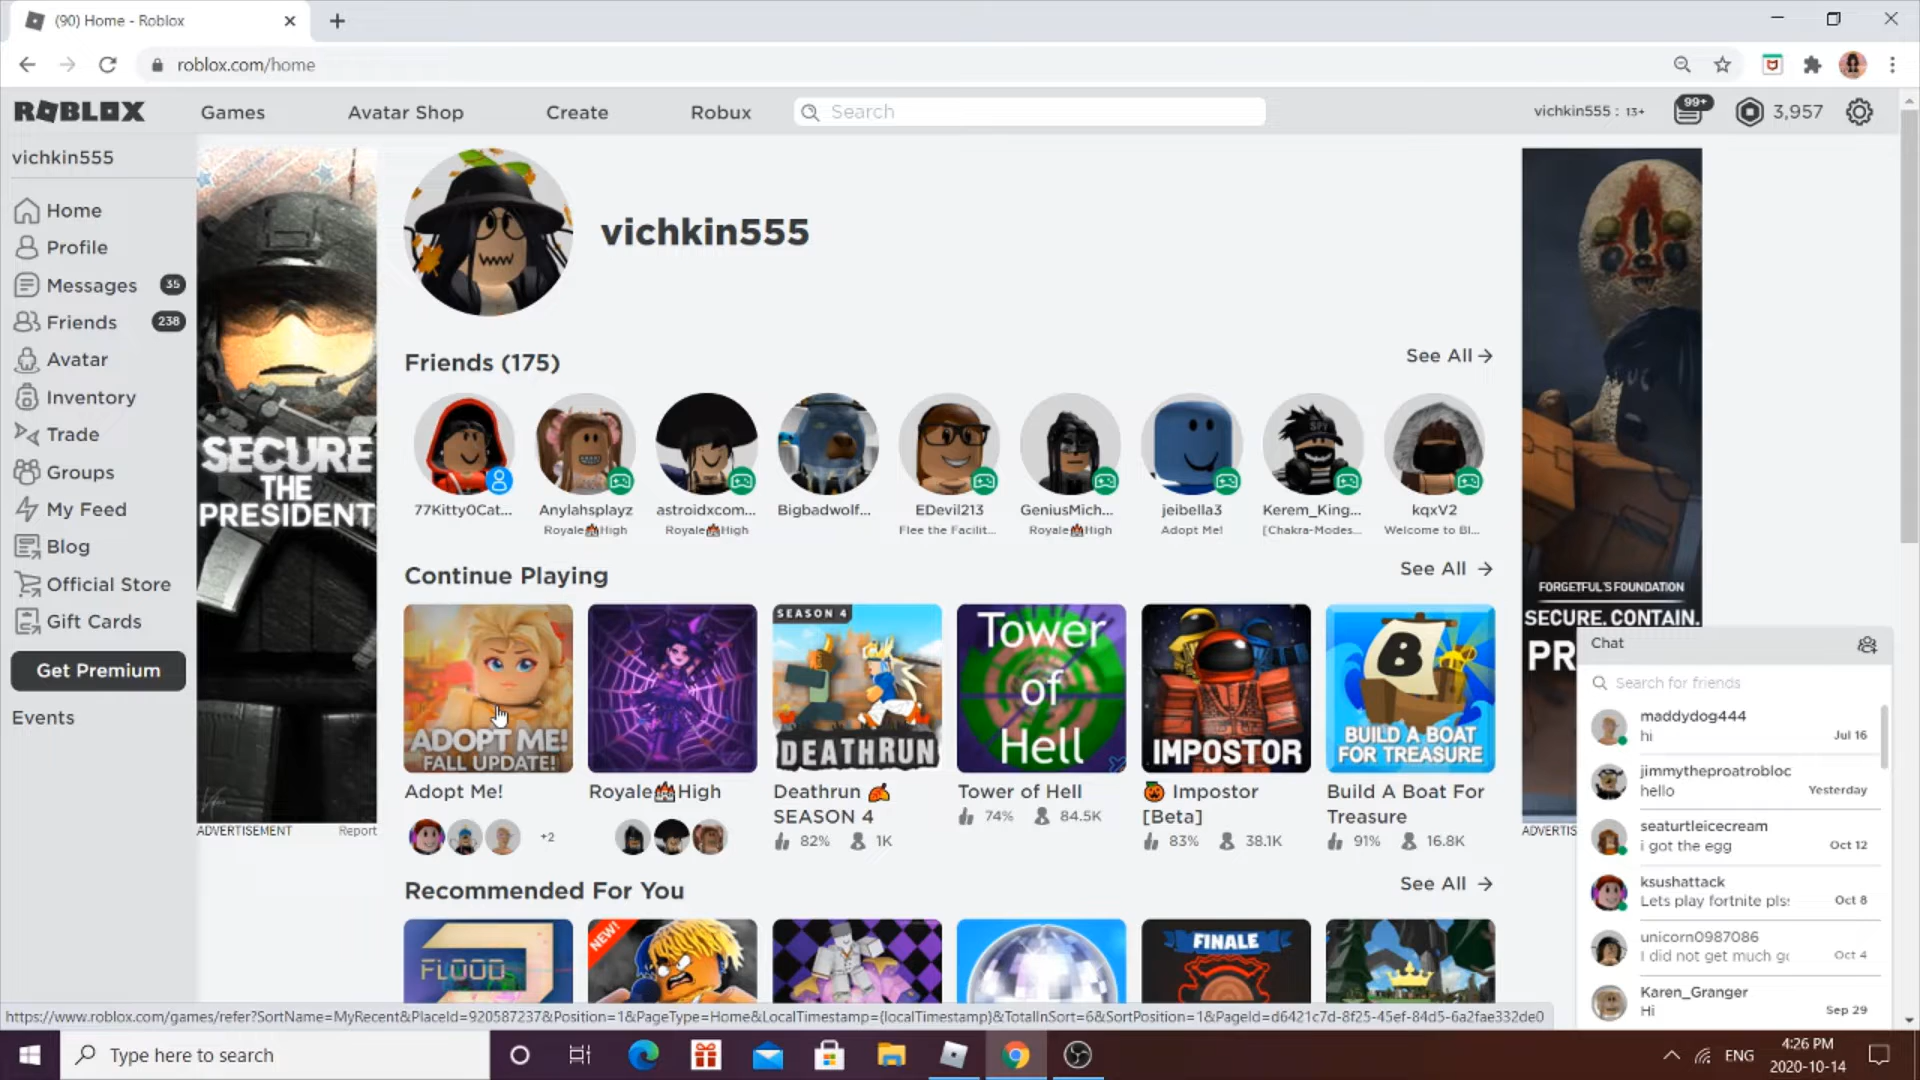 (90) Home - Roblox
roblox.com/home
ROBLOX
Games
Avatar Shop
Create
Robux
Search
vichkin555 : 13+
99+
3,957
vichkin555
Home
Profile
Messages 35
Friends 238
Avatar
Inventory
Trade
Groups
My Feed
Blog
Official Store
Gift Cards
Get Premium
Events
SECURE
THE
PRESIDENT
ADVERTISEMENT
Report
vichkin555
Friends (175)
See All
77Kitty0Cat...
Anylahsplayz
Royale🏰High
astroidxcom...
Royale🏰High
Bigbadwolf...
EDevil213
Flee the Facilit...
GeniusMich...
Royale🏰High
jeibella3
Adopt Me!
Kerem_King...
[Chakra-Modes...
SPY
kqxV2
Welcome to Bl...
Continue Playing
See All
ADOPT ME!
FALL UPDATE!
Adopt Me!
+2
Royale🏰High
SEASON 4
DEATHRUN
Deathrun 🍂
SEASON 4
82% 1K
Tower
of
Hell
Tower of Hell
74% 84.5K
IMPOSTOR
🎃 Impostor
[Beta]
83% 38.1K
B
BUILD A BOAT
FOR TREASURE
Build A Boat For
Treasure
91% 16.8K
Recommended For You
See All
FLOOD
NEW!
FINALE
FORGETFUL'S FOUNDATION
SECURE. CONTAIN.
PR
ADVERTIS
Chat
Search for friends
maddydog444
hi
Jul 16
jimmytheproatrobloc
hello
Yesterday
seaturtleicecream
i got the egg
Oct 12
ksushattack
Lets play fortnite pls
Oct 8
unicorn0987086
I did not get much go
Oct 4
Karen_Granger
Hi
Sep 29
https://www.roblox.com/games/refer?SortName=MyRecent&PlaceId=920587237&Position=1&PageType=Home&LocalTimestamp={localTimestamp}&TotalInSort=6&SortPosition=1&PageId=d6421c7d-8f25-45ef-84d5-6a2fae332de0
Type here to search
ENG
4:26 PM
2020-10-14